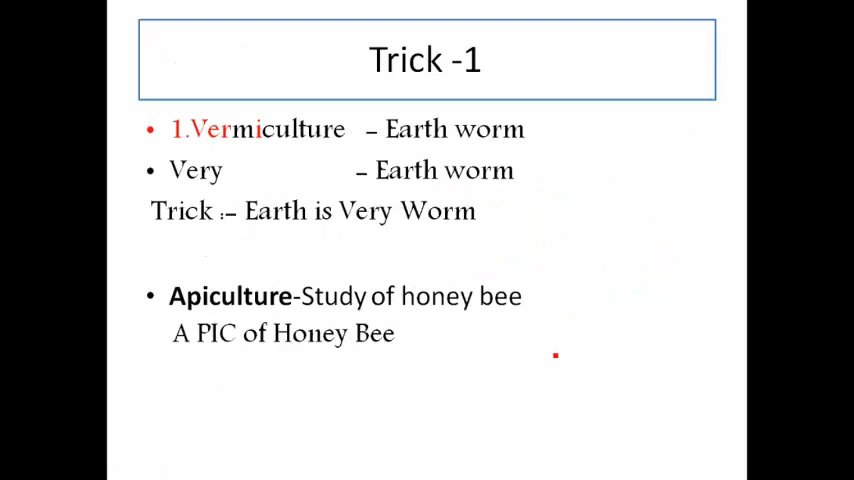 Trick -1
• 1.Vermiculture – Earth worm
• Very – Earth worm
Trick :– Earth is Very Worm
• Apiculture-Study of honey bee
A PIC of Honey Bee